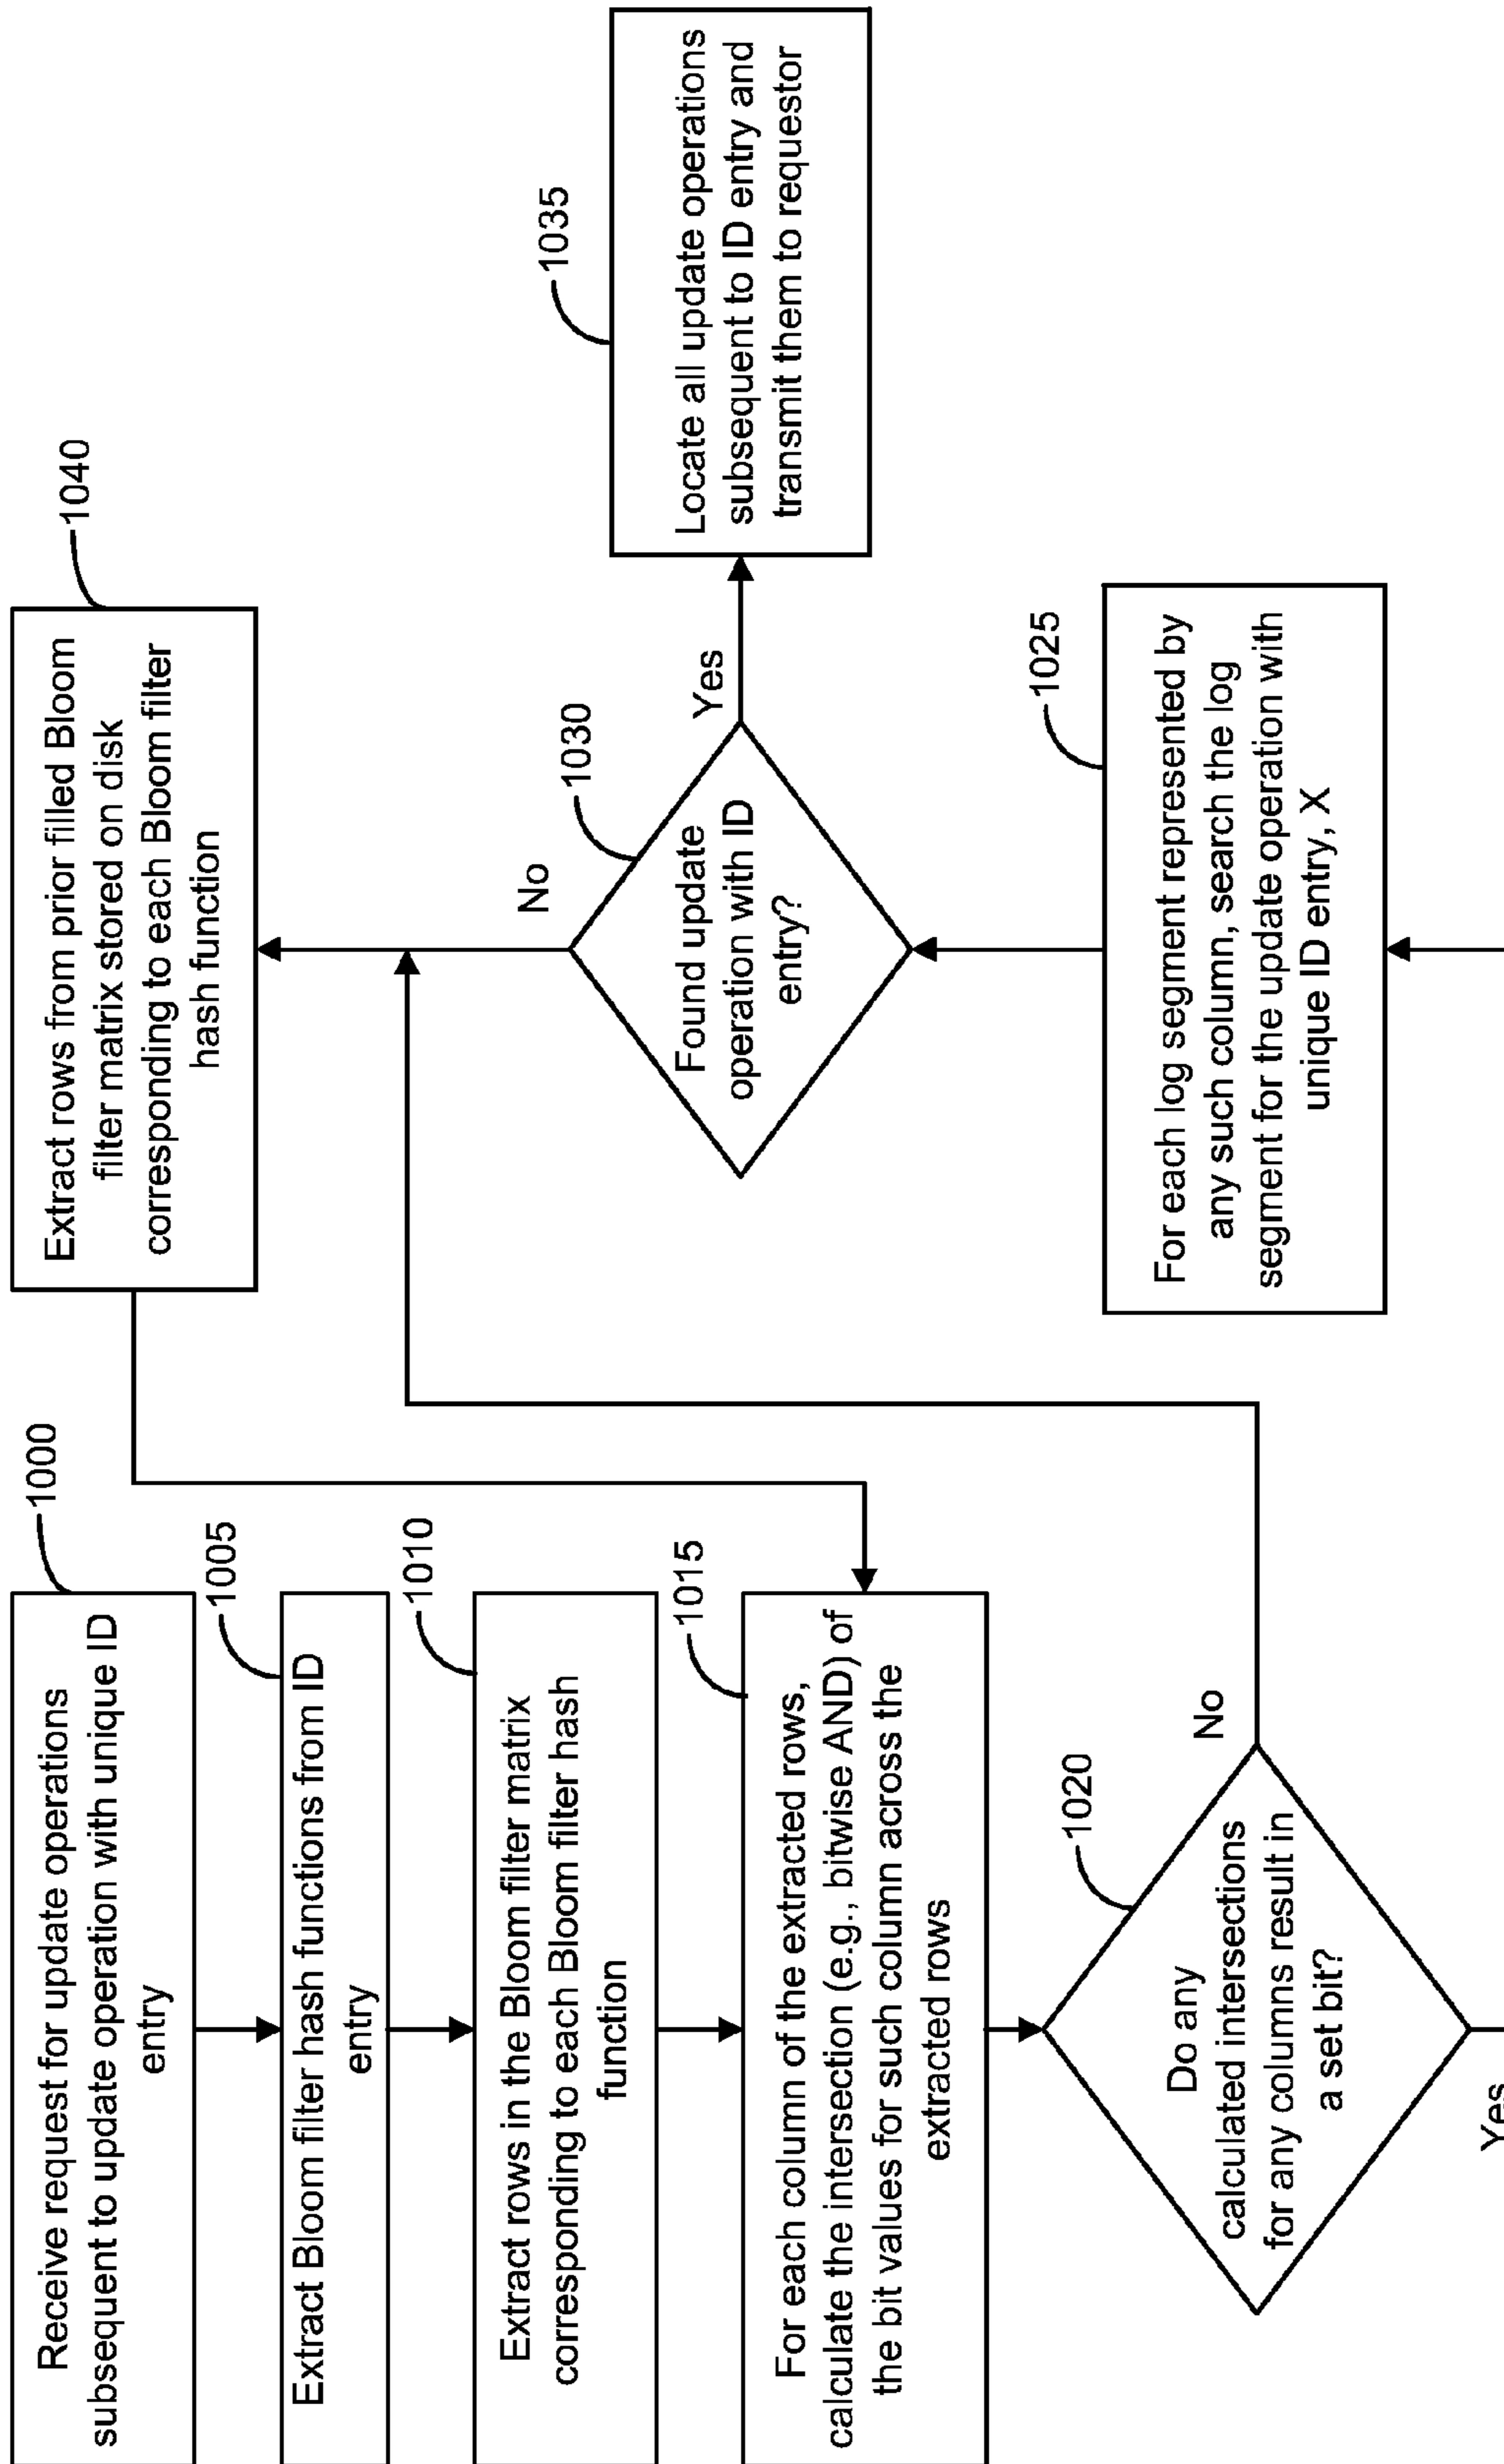 1000
Receive request for update operations
subsequent to update operation with unique ID
entry
1005
Extract Bloom filter hash functions from ID
entry
1010
Extract rows in the Bloom filter matrix
corresponding to each Bloom filter hash
function
1015
For each column of the extracted rows,
calculate the intersection (e.g., bitwise AND) of
the bit values for such column across the
extracted rows
1020
Do any
calculated intersections
for any columns result in
a set bit?
No
Yes
1025
For each log segment represented by
any such column, search the log
segment for the update operation with
unique ID entry, X
1030
Found update
operation with ID
entry?
No
Yes
1035
Locate all update operations
subsequent to ID entry and
transmit them to requestor
1040
Extract rows from prior filled Bloom
filter matrix stored on disk
corresponding to each Bloom filter
hash function